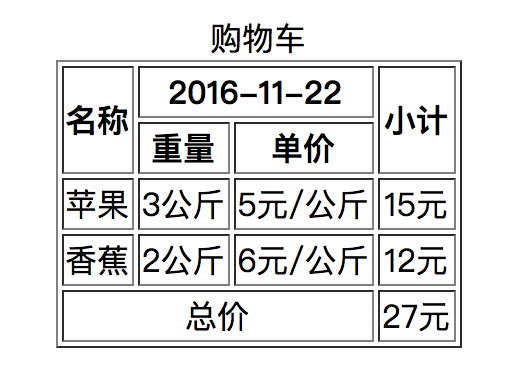 购物车
名称 2016-11-22 小计
重量 单价
苹果 3公斤 5元/公斤 15元
香蕉 2公斤 6元/公斤 12元
总价 27元